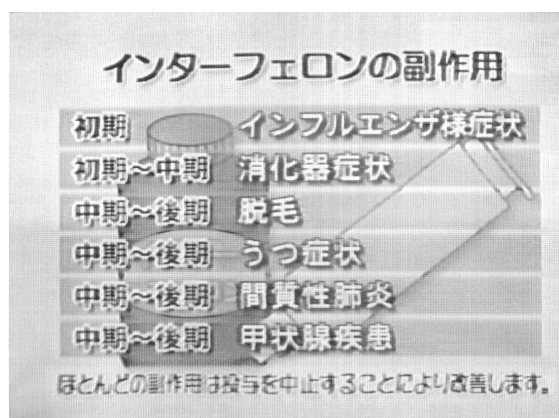 インターフェロンの副作用
初期 インフルエンザ様症状
初期～中期 消化器症状
中期～後期 脱毛
中期～後期 うつ症状
中期～後期 間質性肺炎
中期～後期 甲状腺疾患
ほとんどの副作用は投与を中止することにより改善します。